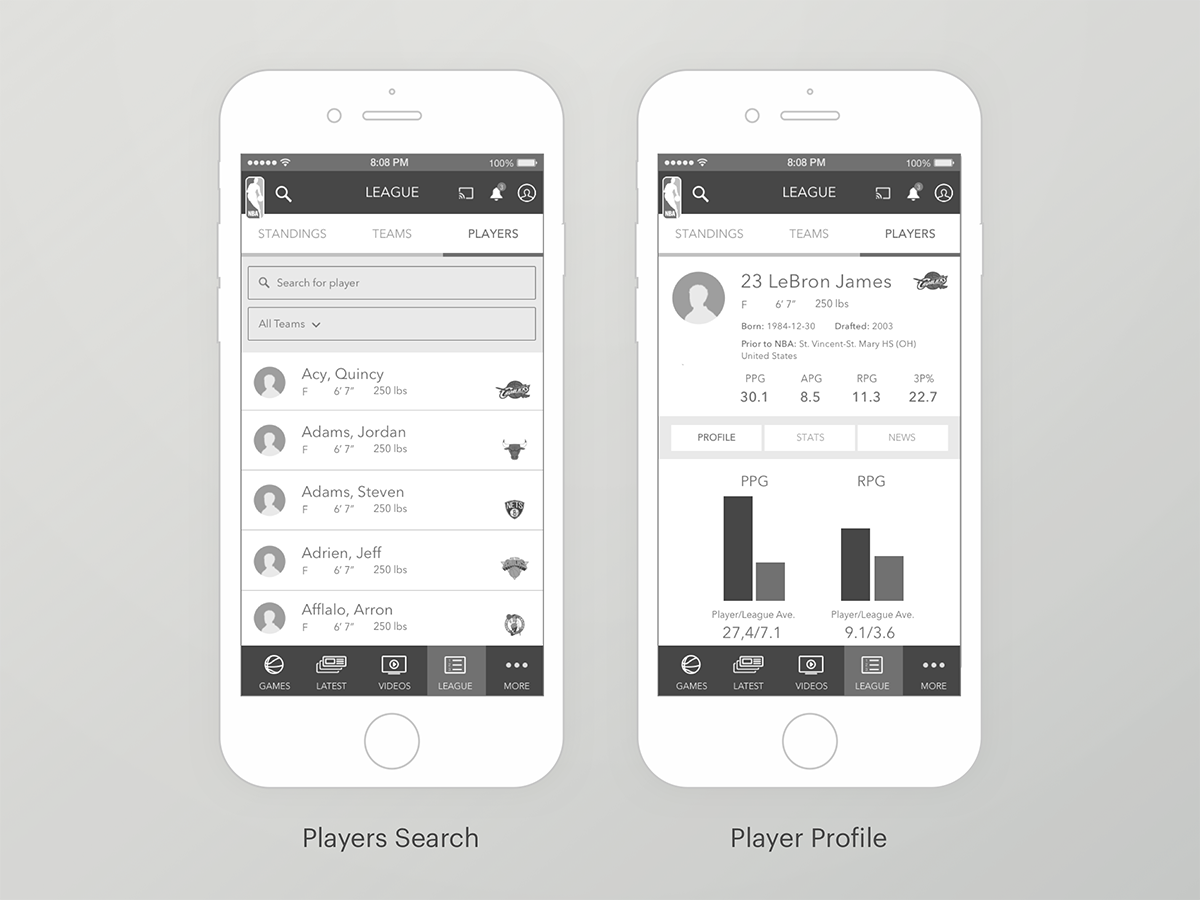 8:08 PM 100%
NBA
LEAGUE
STANDINGS TEAMS PLAYERS
Search for player
All Teams
Acy, Quincy
F 6’ 7” 250 lbs
Adams, Jordan
F 6’ 7” 250 lbs
Adams, Steven
F 6’ 7” 250 lbs
NETS
B
Adrien, Jeff
F 6’ 7” 250 lbs
Afflalo, Arron
F 6’ 7” 250 lbs
GAMES LATEST VIDEOS LEAGUE MORE
Players Search
8:08 PM 100%
NBA
LEAGUE
STANDINGS TEAMS PLAYERS
23 LeBron James
F 6’ 7” 250 lbs
Born: 1984-12-30 Drafted: 2003
Prior to NBA: St. Vincent-St. Mary HS (OH)
United States
PPG APG RPG 3P%
30.1 8.5 11.3 22.7
PROFILE STATS NEWS
PPG RPG
Player/League Ave. Player/League Ave.
27,4/7.1 9.1/3.6
GAMES LATEST VIDEOS LEAGUE MORE
Player Profile